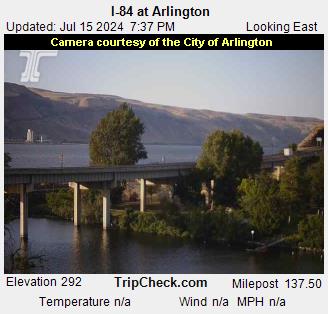 I-84 at Arlington
Updated: Jul 15 2024 7:37 PM Looking East
Camera courtesy of the City of Arlington
Elevation 292 TripCheck.com Milepost 137.50
Temperature n/a Wind n/a MPH n/a